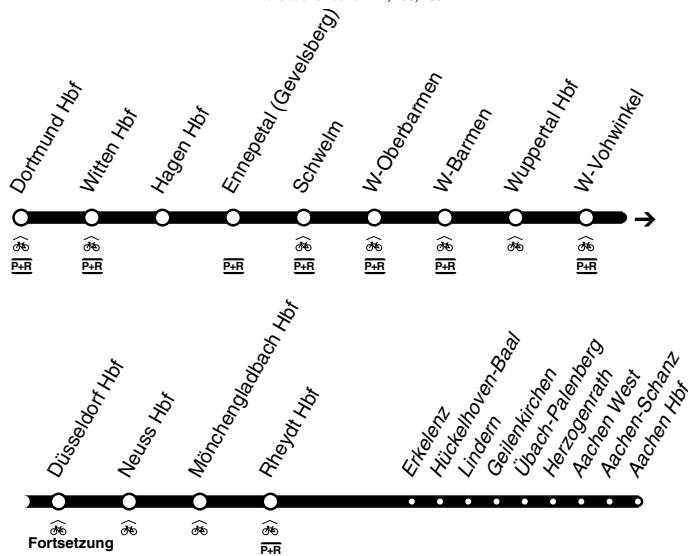 Dortmund Hbf
Witten Hbf
Hagen Hbf
Ennepetal (Gevelsberg)
Schwelm
W-Oberbarmen
W-Barmen
Wuppertal Hbf
W-Vohwinkel
P+R P+R P+R P+R P+R P+R P+R
Düsseldorf Hbf
Neuss Hbf
Mönchengladbach Hbf
Rheydt Hbf
Erkelenz
Hückelhoven-Baal
Lindern
Geilenkirchen
Übach-Palenberg
Herzogenrath
Aachen West
Aachen-Schanz
Aachen Hbf
Fortsetzung
P+R